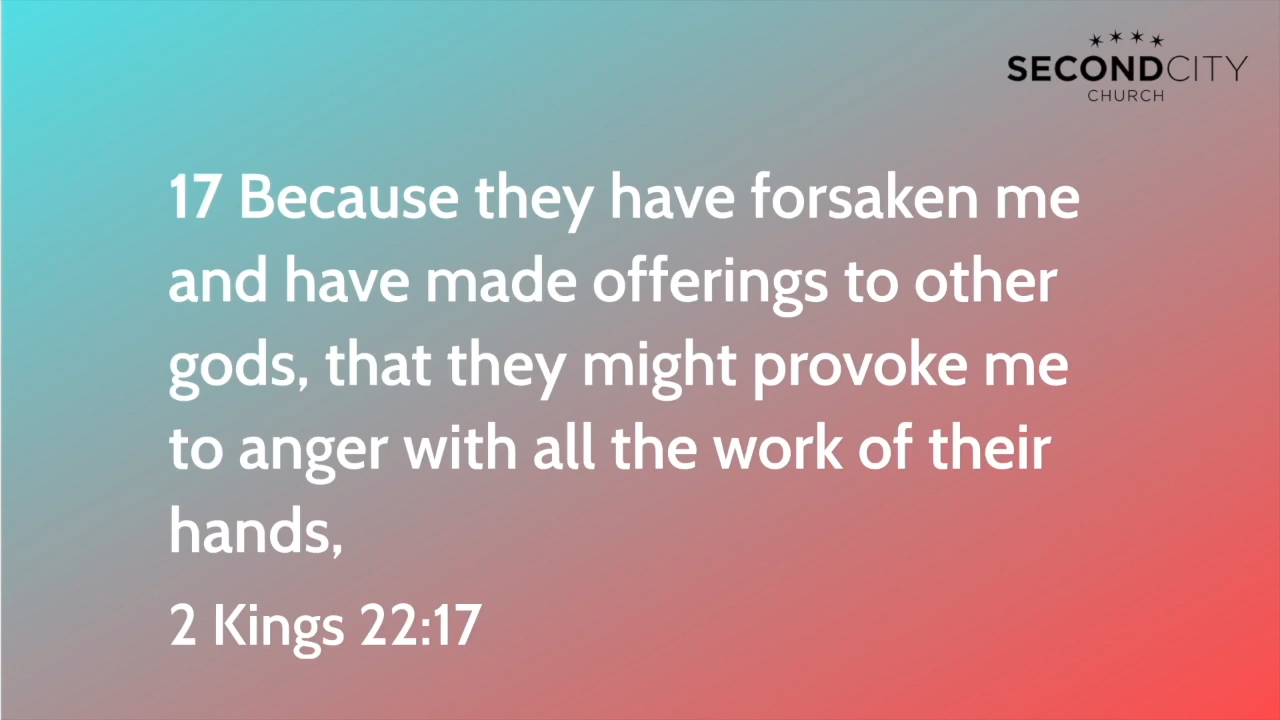 SECONDCITY
CHURCH
17 Because they have forsaken me
and have made offerings to other
gods, that they might provoke me
to anger with all the work of their
hands,
2 Kings 22:17